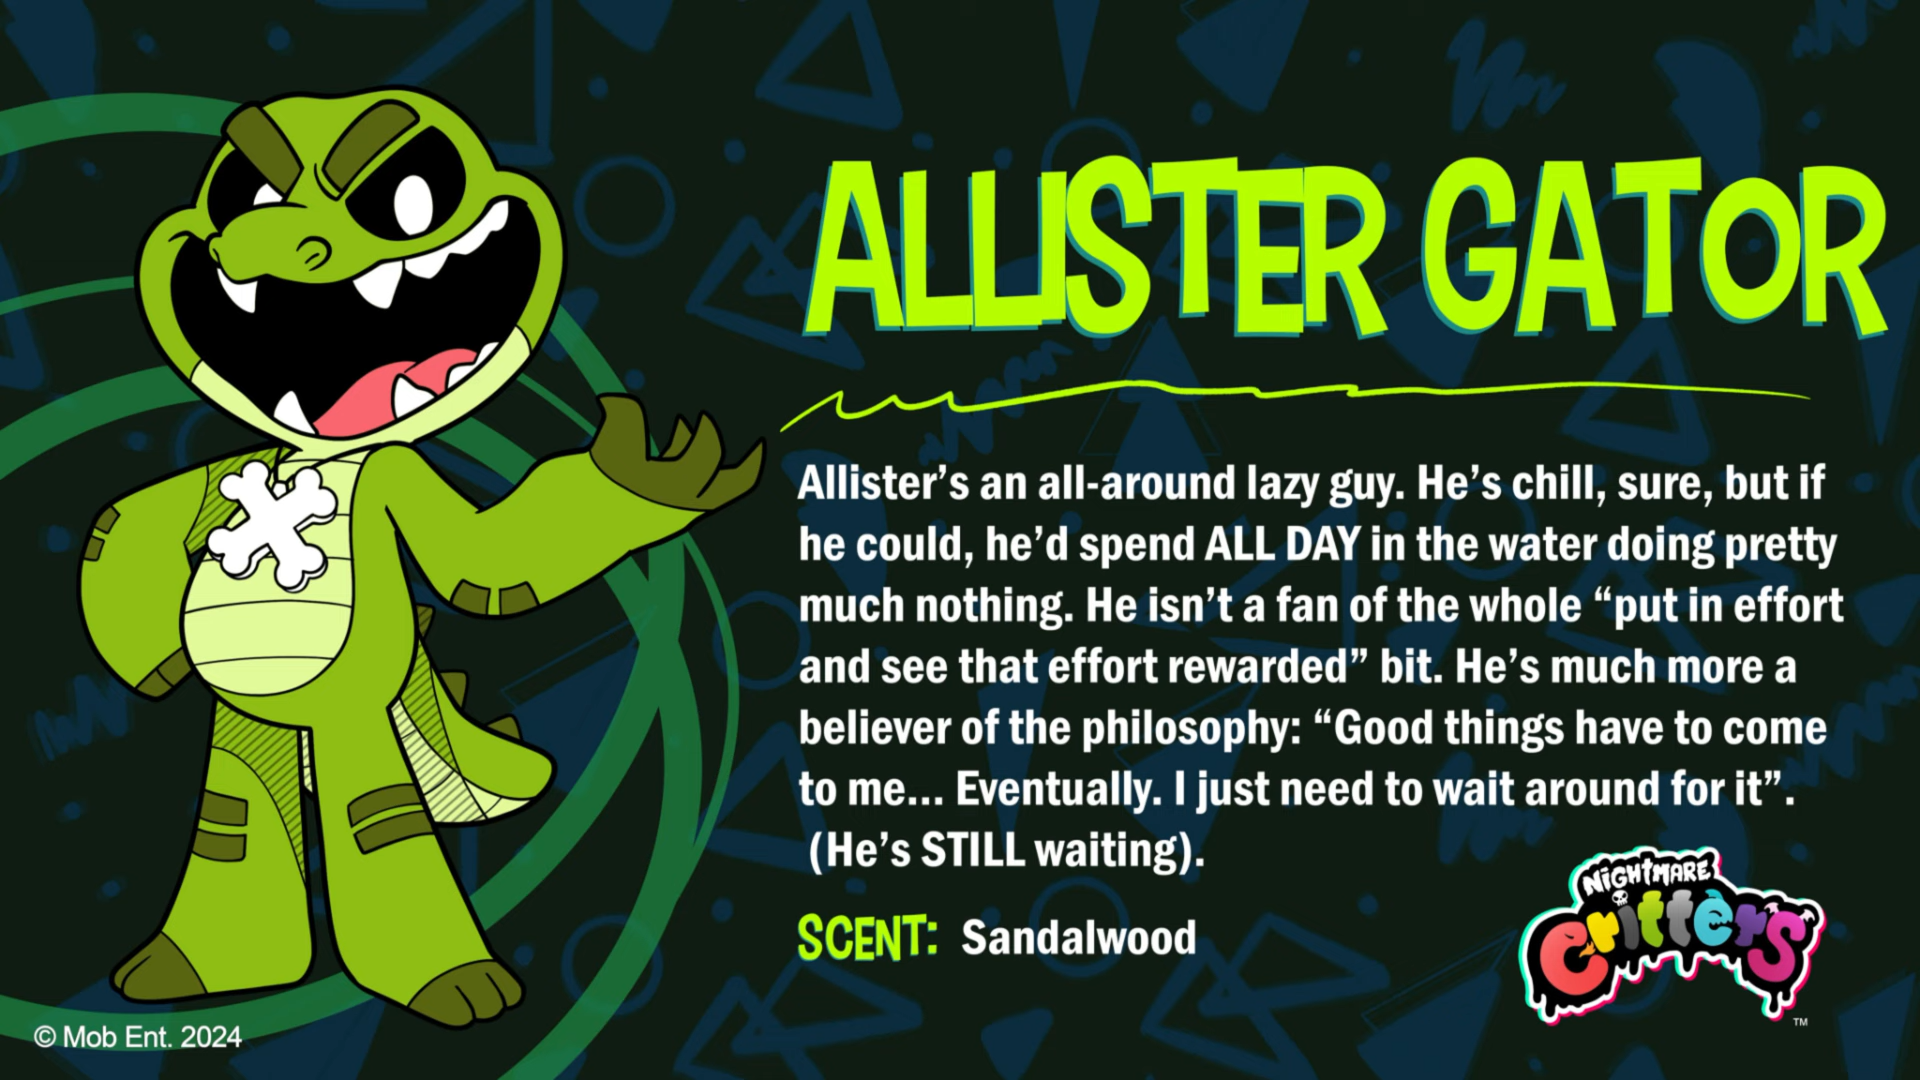 ALLISTER GATOR
Allister’s an all-around lazy guy. He’s chill, sure, but if
he could, he’d spend ALL DAY in the water doing pretty
much nothing. He isn’t a fan of the whole “put in effort
and see that effort rewarded” bit. He’s much more a
believer of the philosophy: “Good things have to come
to me... Eventually. I just need to wait around for it”.
(He’s STILL waiting).
SCENT: Sandalwood
NIGHTMARE
Critters
TM
© Mob Ent. 2024